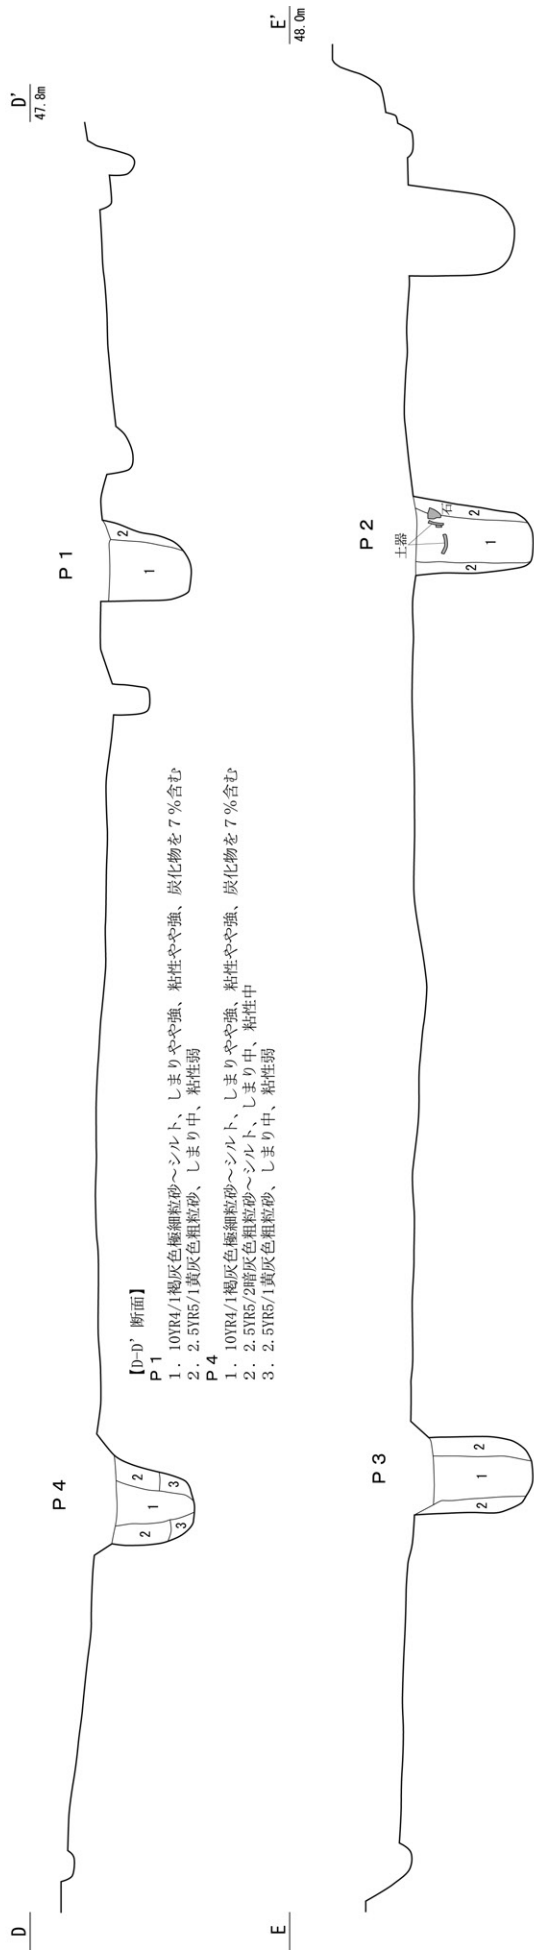 D
D'
47.8m
P4
P1
2
3
1
2
3
1
2
【D-D' 断面】
P1
1. 10YR4/1褐灰色極細粒砂～シルト、しまりやや強、粘性やや強、炭化物を7%含む
2. 2.5YR5/1黄灰色粗粒砂、しまり中、粘性弱
P4
1. 10YR4/1褐灰色極細粒砂～シルト、しまりやや強、粘性やや強、炭化物を7%含む
2. 2.5YR5/2暗灰色粗粒砂～シルト、しまり中、粘性中
3. 2.5YR5/1黄灰色粗粒砂、しまり中、粘性弱
E
E'
48.0m
P3
P2
2
1
2
土器
石
2
1
2